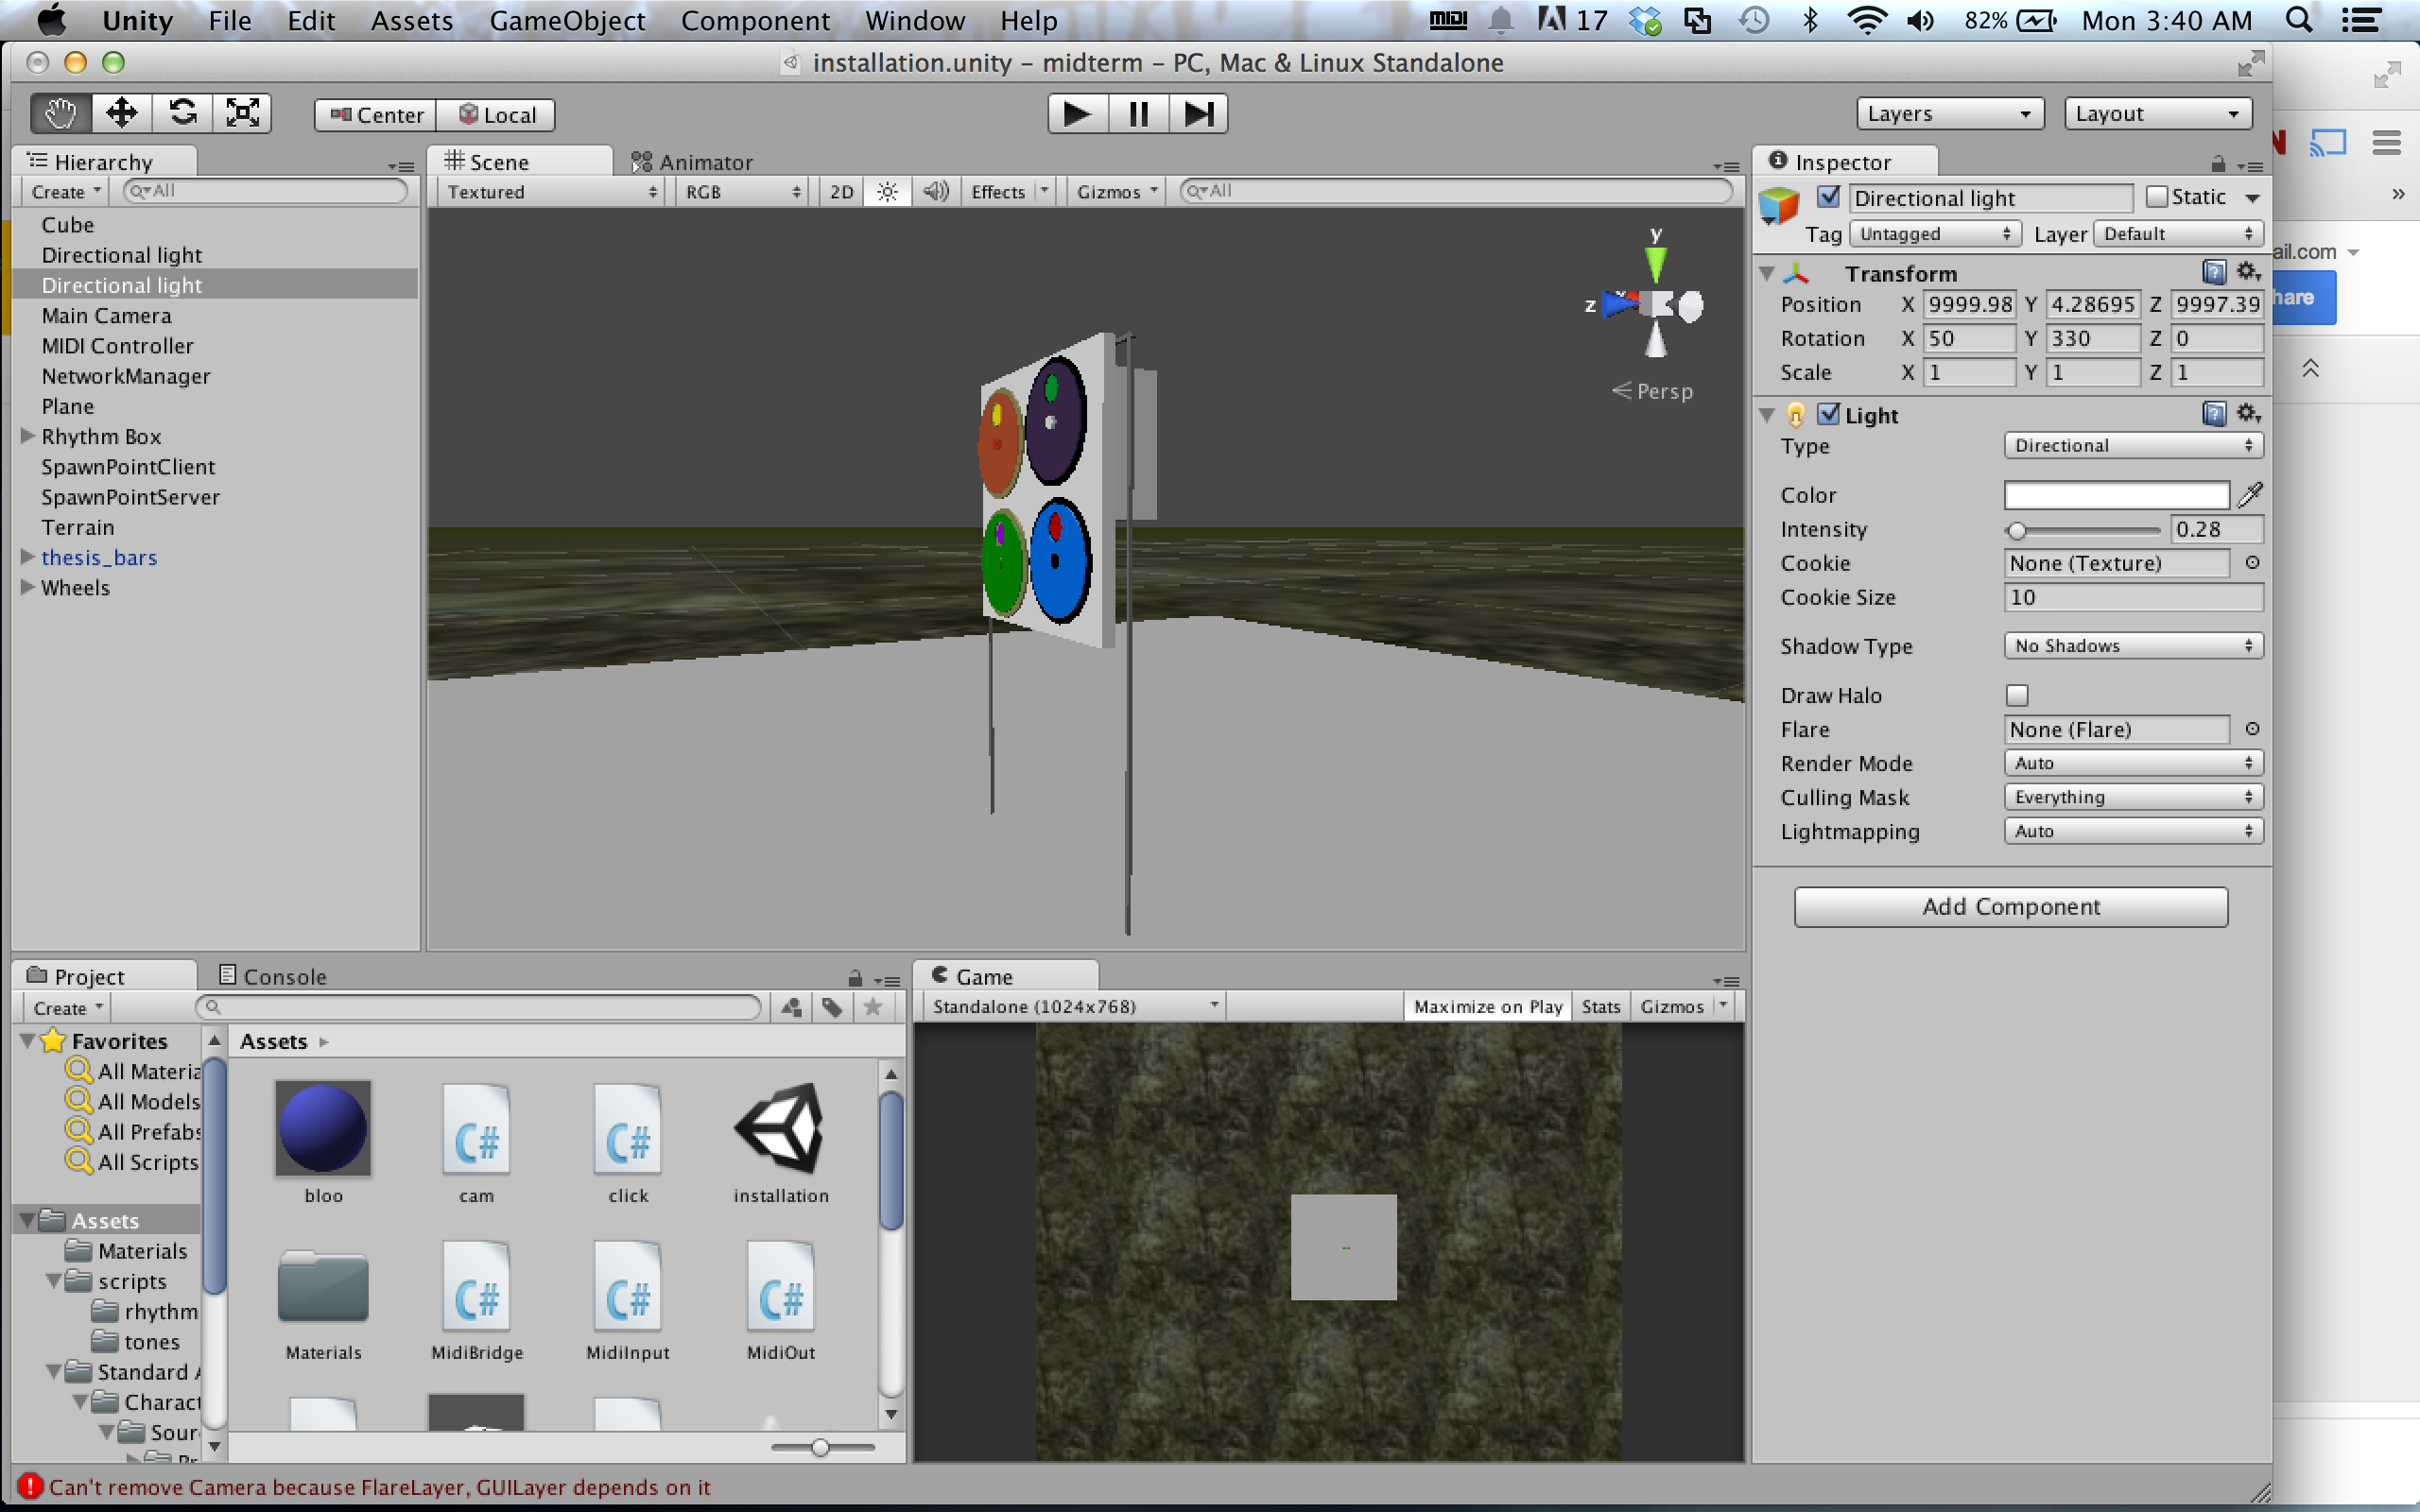 Unity File Edit Assets GameObject Component Window Help MIDI 17 82% Mon 3:40 AM
installation.unity – midterm – PC, Mac & Linux Standalone
Center Local Layers Layout
Hierarchy
Create All
Cube
Directional light
Directional light
Main Camera
MIDI Controller
NetworkManager
Plane
Rhythm Box
SpawnPointClient
SpawnPointServer
Terrain
thesis_bars
Wheels
Scene Animator
Textured RGB 2D Effects Gizmos All
y
z
Persp
Inspector
Directional light Static
Tag Untagged Layer Default
Transform
Position X 9999.98 Y 4.28695 Z 9997.39
Rotation X 50 Y 330 Z 0
Scale X 1 Y 1 Z 1
Light
Type Directional
Color
Intensity 0.28
Cookie None (Texture)
Cookie Size 10
Shadow Type No Shadows
Draw Halo
Flare None (Flare)
Render Mode Auto
Culling Mask Everything
Lightmapping Auto
Add Component
N
»
ail.com
hare
Project Console
Create
Favorites
All Materia
All Models
All Prefabs
All Scripts
Assets
Materials
scripts
rhythm
tones
Standard A
Charact
Sour
Pr
Assets
C# C#
bloo cam click installation
C# C# C#
Materials MidiBridge MidiInput MidiOut
Game
Standalone (1024x768) Maximize on Play Stats Gizmos
Can't remove Camera because FlareLayer, GUILayer depends on it